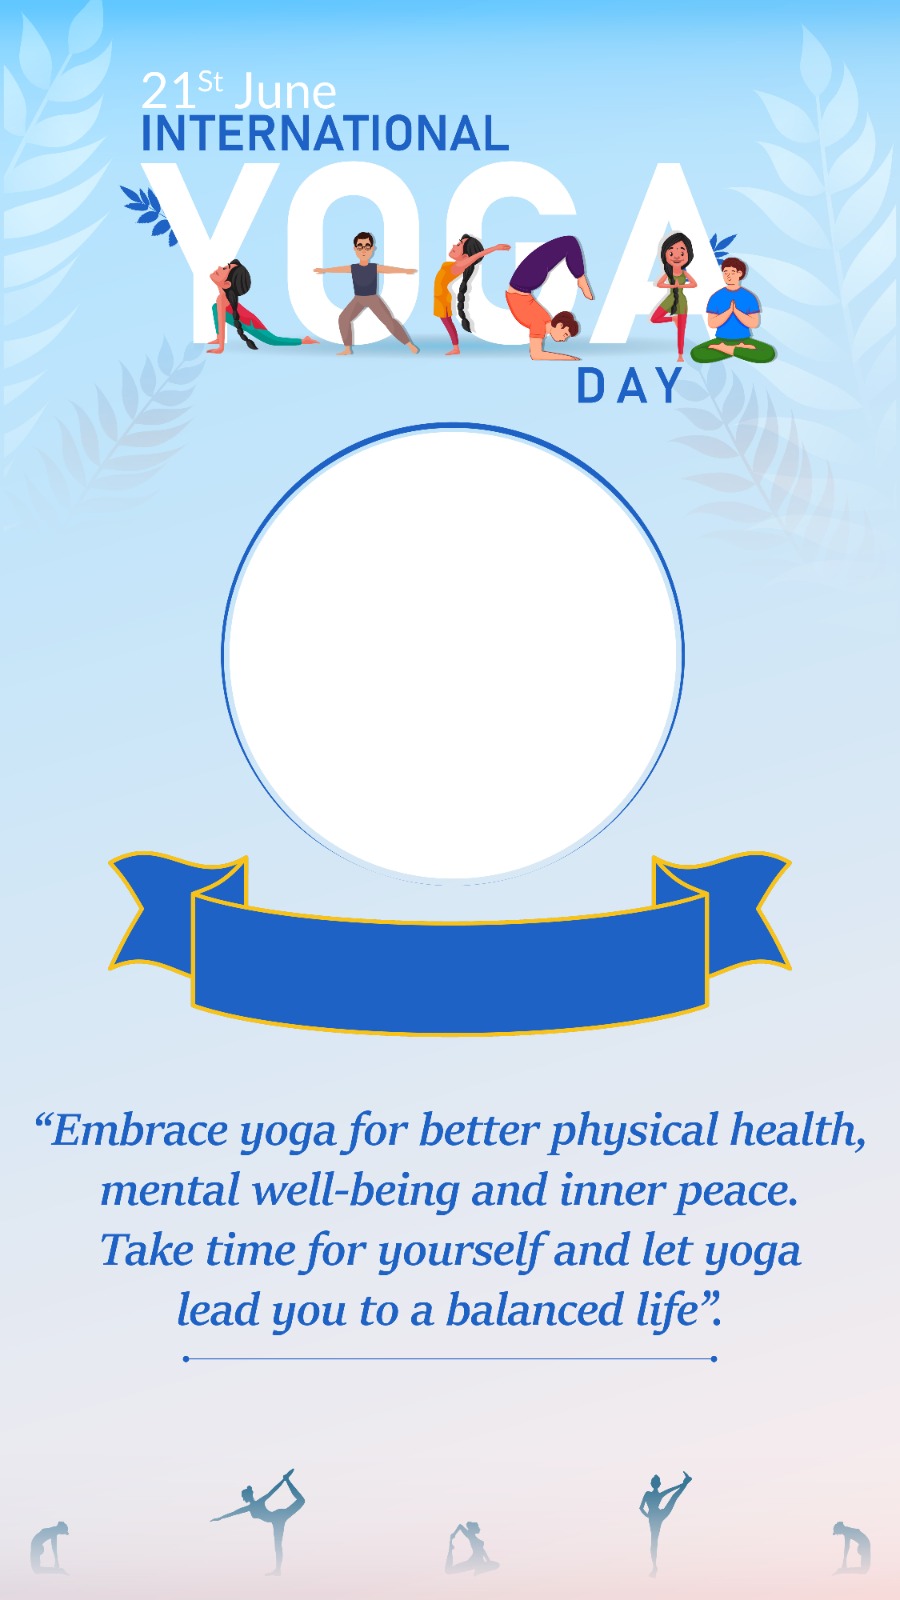 21St June
INTERNATIONAL
YOGA
DAY
“Embrace yoga for better physical health,
mental well-being and inner peace.
Take time for yourself and let yoga
lead you to a balanced life”.